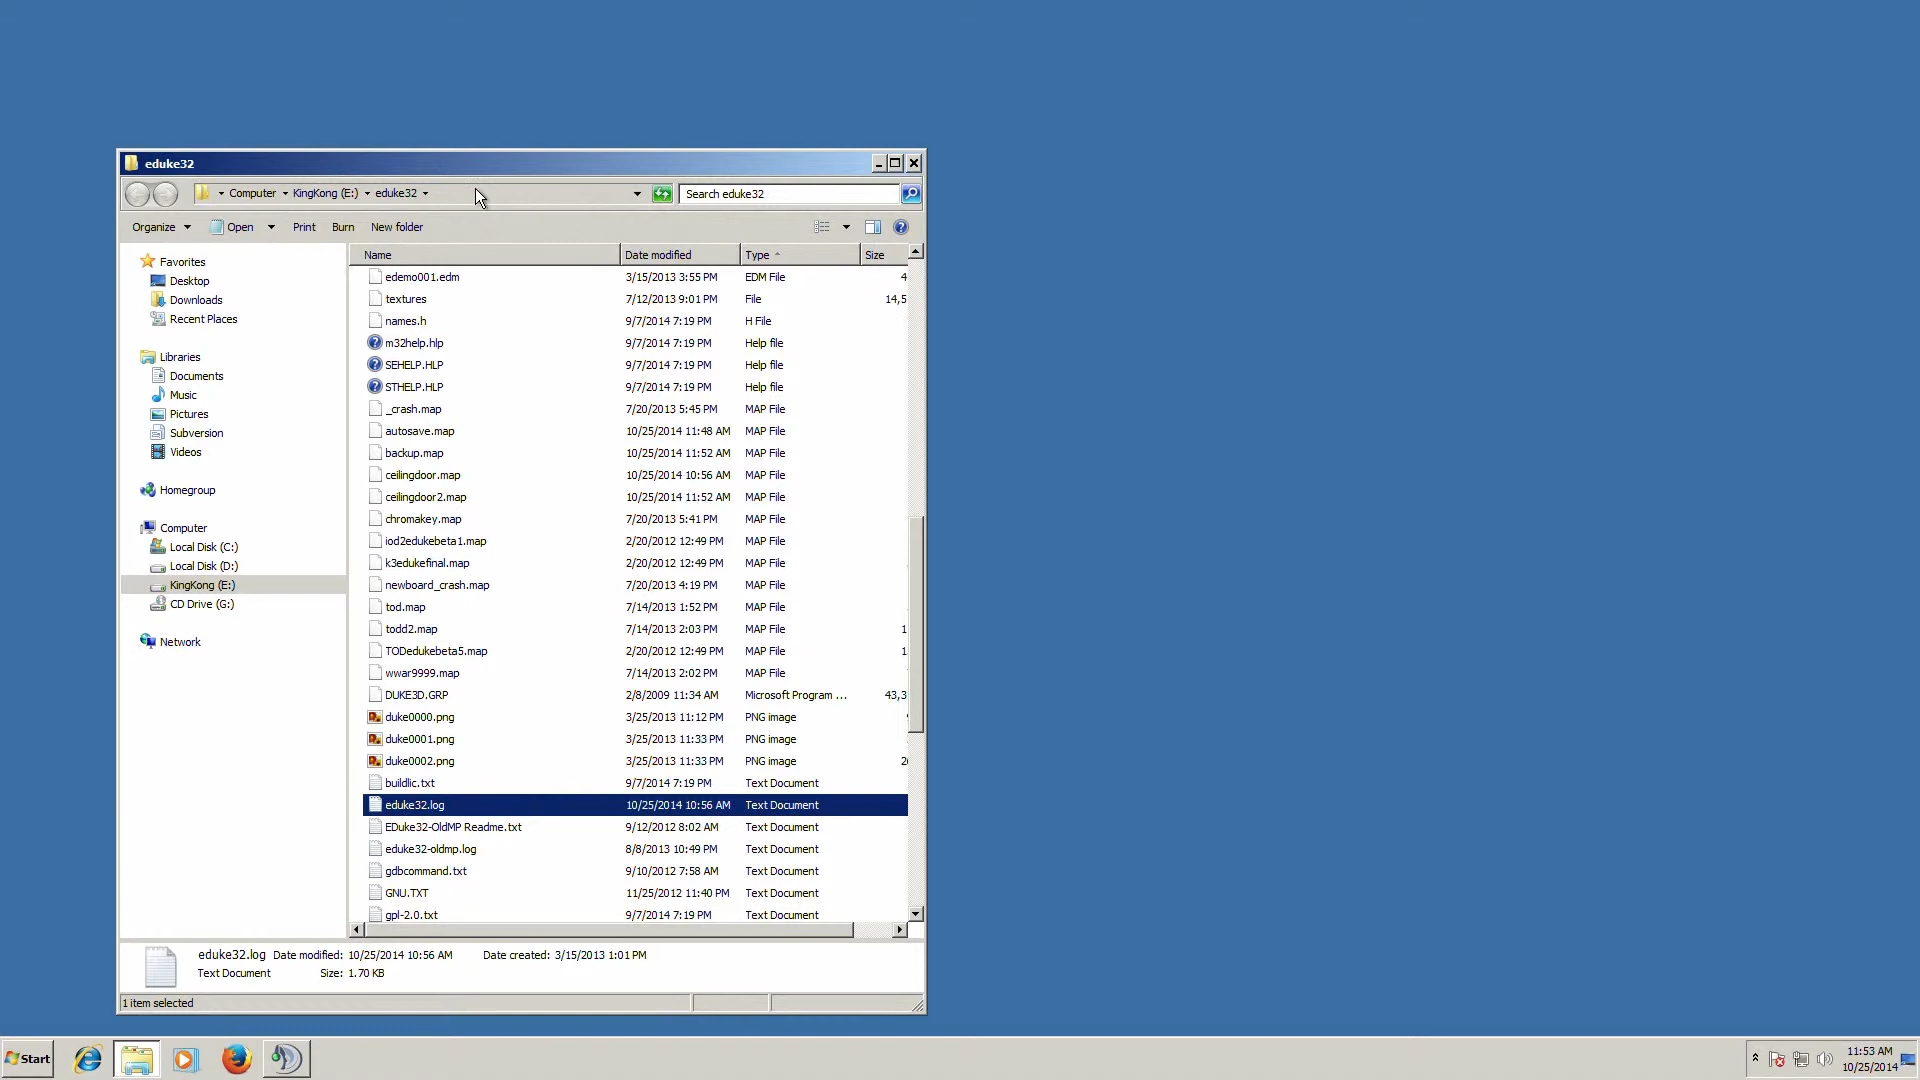 eduke32
Computer KingKong (E:) eduke32 Search eduke32
Organize Open Print Burn New folder
Name Date modified Type Size
Favorites
Desktop
Downloads
Recent Places
Libraries
Documents
Music
Pictures
Subversion
Videos
Homegroup
Computer
Local Disk (C:)
Local Disk (D:)
KingKong (E:)
CD Drive (G:)
Network
edemo001.edm 3/15/2013 3:55 PM EDM File 4
textures 7/12/2013 9:01 PM File 14,5
names.h 9/7/2014 7:19 PM H File
m32help.hlp 9/7/2014 7:19 PM Help file
SEHELP.HLP 9/7/2014 7:19 PM Help file
STHELP.HLP 9/7/2014 7:19 PM Help file
_crash.map 7/20/2013 5:45 PM MAP File
autosave.map 10/25/2014 11:48 AM MAP File
backup.map 10/25/2014 11:52 AM MAP File
ceilingdoor.map 10/25/2014 10:56 AM MAP File
ceilingdoor2.map 10/25/2014 11:52 AM MAP File
chromakey.map 7/20/2013 5:41 PM MAP File
iod2edukebeta1.map 2/20/2012 12:49 PM MAP File
k3edukefinal.map 2/20/2012 12:49 PM MAP File
newboard_crash.map 7/20/2013 4:19 PM MAP File
tod.map 7/14/2013 1:52 PM MAP File
todd2.map 7/14/2013 2:03 PM MAP File 1
TODedukebeta5.map 2/20/2012 12:49 PM MAP File 1
wwar9999.map 7/14/2013 2:02 PM MAP File
DUKE3D.GRP 2/8/2009 11:34 AM Microsoft Program ... 43,3
duke0000.png 3/25/2013 11:12 PM PNG image
duke0001.png 3/25/2013 11:33 PM PNG image
duke0002.png 3/25/2013 11:33 PM PNG image 2
buildlic.txt 9/7/2014 7:19 PM Text Document
eduke32.log 10/25/2014 10:56 AM Text Document
EDuke32-OldMP Readme.txt 9/12/2012 8:02 AM Text Document
eduke32-oldmp.log 8/8/2013 10:49 PM Text Document
gdbcommand.txt 9/10/2012 7:58 AM Text Document
GNU.TXT 11/25/2012 11:40 PM Text Document
gpl-2.0.txt 9/7/2014 7:19 PM Text Document
eduke32.log Date modified: 10/25/2014 10:56 AM Date created: 3/15/2013 1:01 PM
Text Document Size: 1.70 KB
1 item selected
Start
11:53 AM
10/25/2014